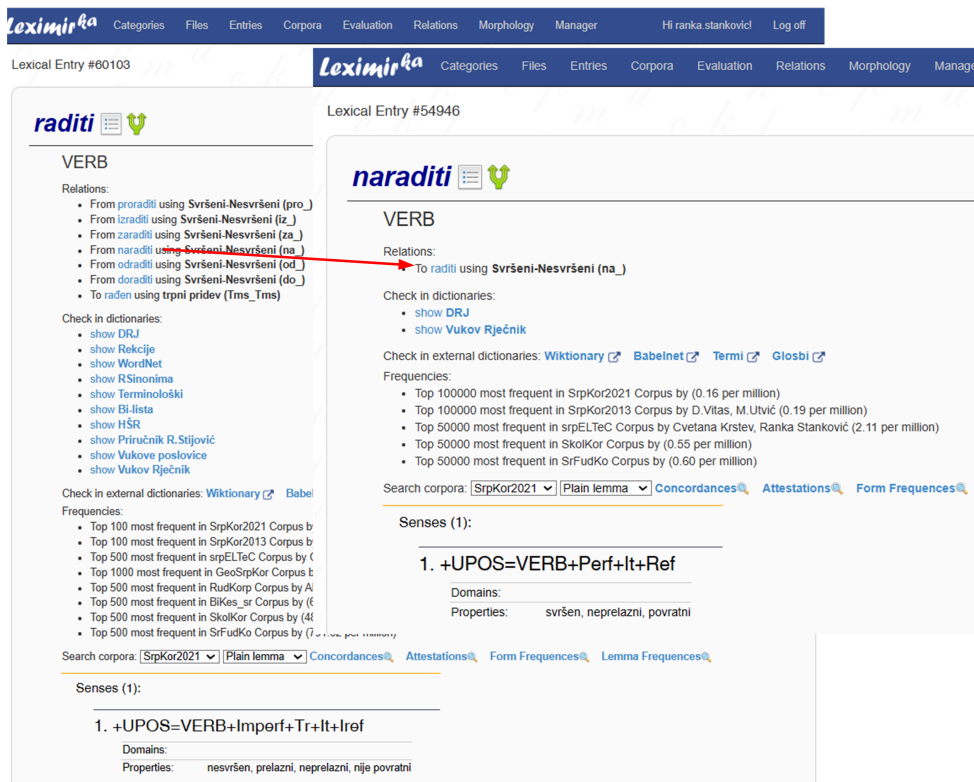 Leximirka Categories Files Entries Corpora Evaluation Relations Morphology Manager Hi ranka.stankovic! Log off
Lexical Entry #60103
raditi
VERB
Relations:
From proraditi using Svršeni-Nesvršeni (pro_)
From izraditi using Svršeni-Nesvršeni (iz_)
From zaraditi using Svršeni-Nesvršeni (za_)
From naraditi using Svršeni-Nesvršeni (na_)
From odraditi using Svršeni-Nesvršeni (od_)
From doraditi using Svršeni-Nesvršeni (do_)
To rađen using trpni pridev (Tms_Tms)
Check in dictionaries:
show DRJ
show Rekcije
show WordNet
show RSinonima
show Terminološki
show Bi-lista
show HŠR
show Priručnik R.Stijović
show Vukove poslovice
show Vukov Rječnik
Check in external dictionaries: Wiktionary Babel
Frequencies:
Top 100 most frequent in SrpKor2021 Corpus b
Top 100 most frequent in SrpKor2013 Corpus b
Top 500 most frequent in srpELTeC Corpus by
Top 1000 most frequent in GeoSrpKor Corpus b
Top 500 most frequent in RudKorp Corpus by Al
Top 500 most frequent in BiKes_sr Corpus by (6
Top 500 most frequent in SkolKor Corpus by (48
Top 500 most frequent in SrFudKo Corpus by per million)
Search corpora: SrpKor2021 Plain lemma Concordances Attestations Form Frequences Lemma Frequences
Senses (1):
1. +UPOS=VERB+Imperf+Tr+It+Iref
Domains:
Properties: nesvršen, prelazni, neprelazni, nije povratni
Leximirka Categories Files Entries Corpora Evaluation Relations Morphology Manage
Lexical Entry #54946
naraditi
VERB
Relations:
To raditi using Svršeni-Nesvršeni (na_)
Check in dictionaries:
show DRJ
show Vukov Rječnik
Check in external dictionaries: Wiktionary Babelnet Termi Glosbi
Frequencies:
Top 100000 most frequent in SrpKor2021 Corpus by (0.16 per million)
Top 100000 most frequent in SrpKor2013 Corpus by D.Vitas, M.Utvić (0.19 per million)
Top 50000 most frequent in srpELTeC Corpus by Cvetana Krstev, Ranka Stanković (2.11 per million)
Top 50000 most frequent in SkolKor Corpus by (0.55 per million)
Top 50000 most frequent in SrFudKo Corpus by (0.60 per million)
Search corpora: SrpKor2021 Plain lemma Concordances Attestations Form Frequences
Senses (1):
1. +UPOS=VERB+Perf+It+Ref
Domains:
Properties: svršen, neprelazni, povratni